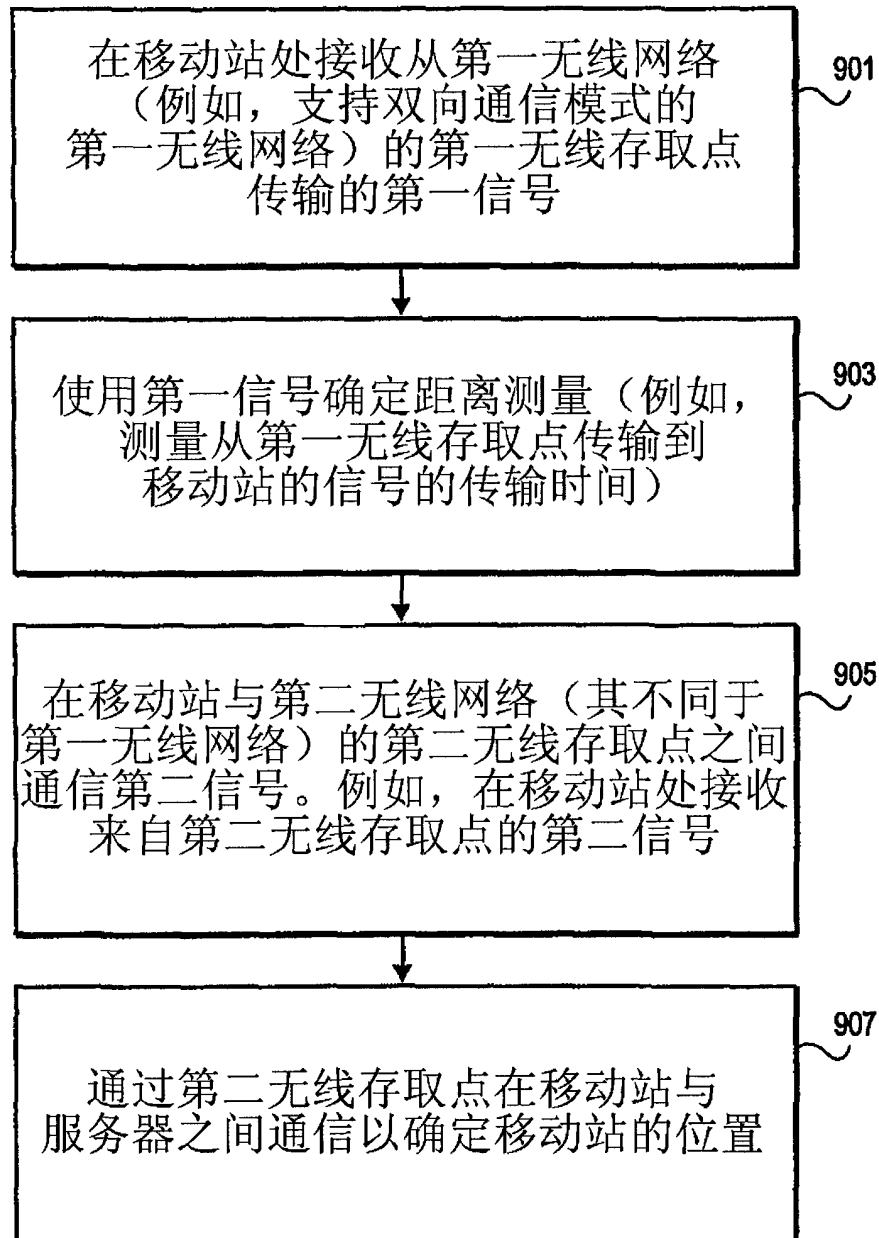 在移动站处接收从第一无线网络
（例如，支持双向通信模式的
第一无线网络）的第一无线存取点
传输的第一信号
901
使用第一信号确定距离测量（例如，
测量从第一无线存取点传输到
移动站的信号的传输时间）
903
在移动站与第二无线网络（其不同于
第一无线网络）的第二无线存取点之间
通信第二信号。例如，在移动站处接收
来自第二无线存取点的第二信号
905
通过第二无线存取点在移动站与
服务器之间通信以确定移动站的位置
907